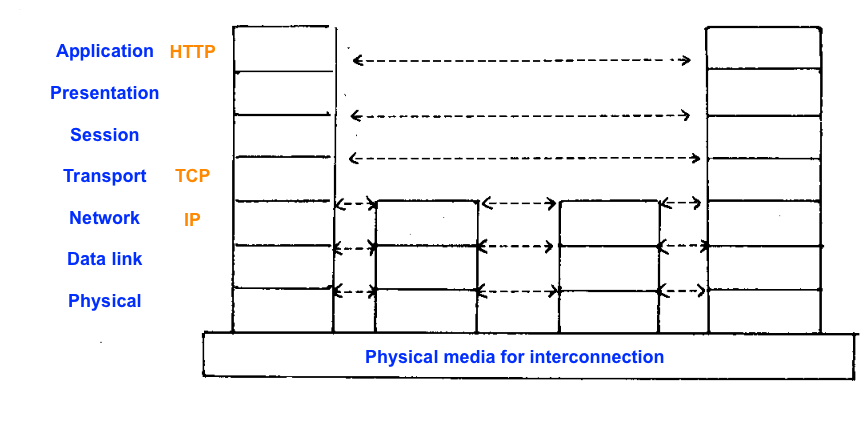 Application HTTP
Presentation
Session
Transport TCP
Network IP
Data link
Physical
Physical media for interconnection